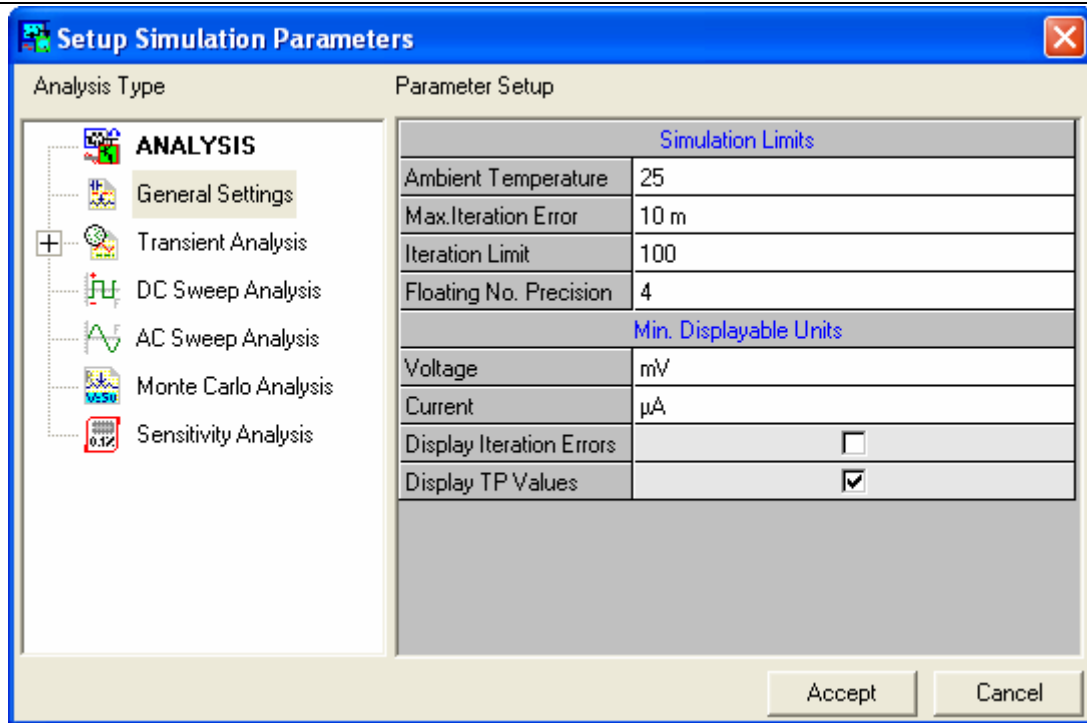 Setup Simulation Parameters
Analysis Type
Parameter Setup
ANALYSIS
General Settings
Transient Analysis
DC Sweep Analysis
AC Sweep Analysis
Monte Carlo Analysis
Sensitivity Analysis
Simulation Limits
Ambient Temperature 25
Max.Iteration Error 10 m
Iteration Limit 100
Floating No. Precision 4
Min. Displayable Units
Voltage mV
Current µA
Display Iteration Errors
Display TP Values
Accept Cancel